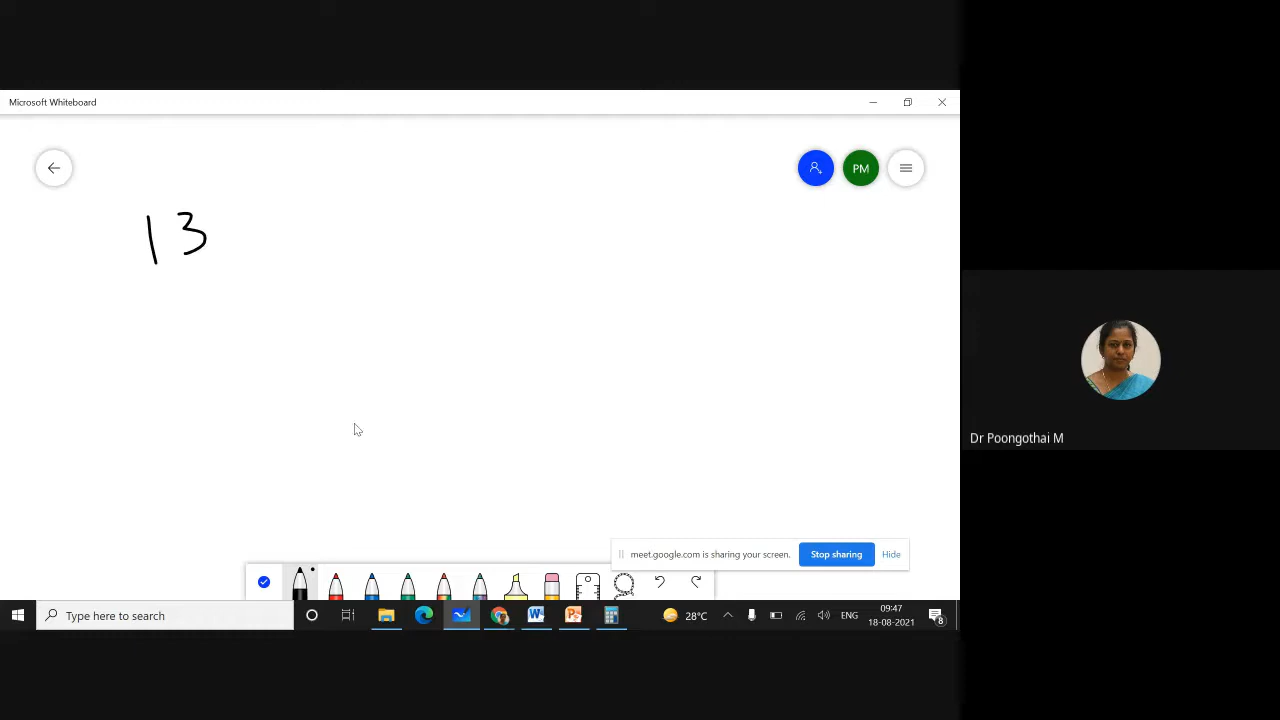 Microsoft Whiteboard
PM
13
Dr Poongothai M
meet.google.com is sharing your screen.
Stop sharing
Hide
Type here to search
28°C
ENG
09:47
18-08-2021
8